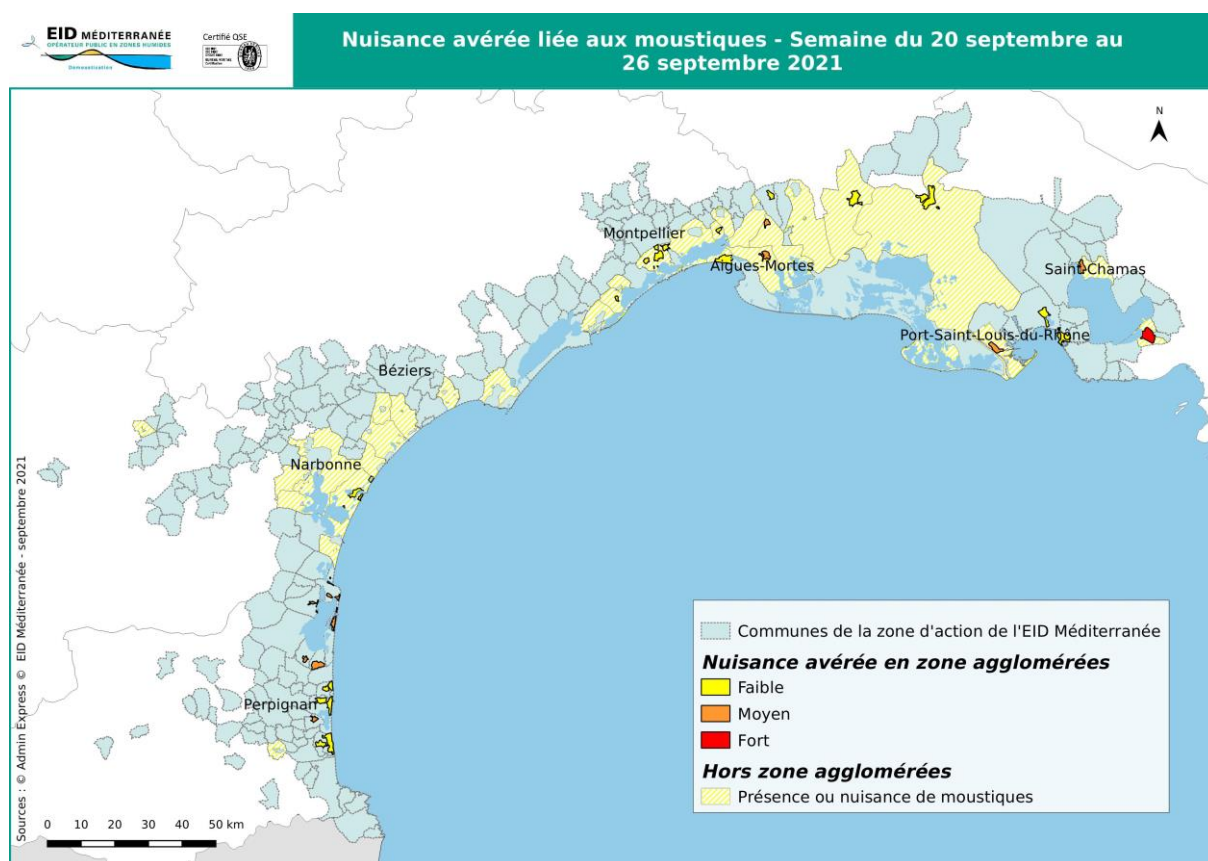 EID MÉDITERRANÉE
OPÉRATEUR PUBLIC EN ZONES HUMIDES
Démoustication
Certifié QSE
Nuisance avérée liée aux moustiques - Semaine du 20 septembre au
26 septembre 2021
N
Montpellier
Aigues-Mortes
Saint-Chamas
Port-Saint-Louis-du-Rhône
Béziers
Narbonne
Perpignan
Communes de la zone d'action de l'EID Méditerranée
Nuisance avérée en zone agglomérées
Faible
Moyen
Fort
Hors zone agglomérées
Présence ou nuisance de moustiques
0 10 20 30 40 50 km
Sources : © Admin Express © EID Méditerranée - septembre 2021